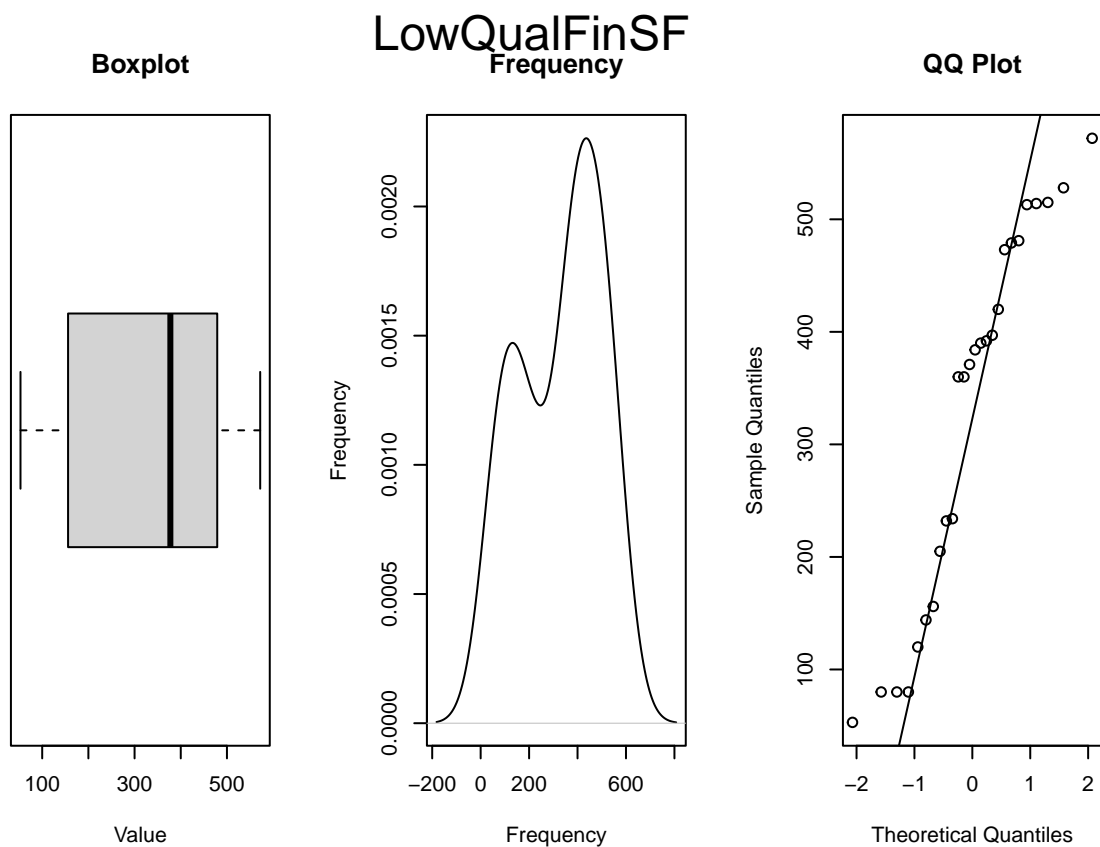 LowQualFinSF
Boxplot
100 300 500
Value
Frequency
Frequency
0.0000 0.0005 0.0010 0.0015 0.0020
−200 0 200 600
Frequency
QQ Plot
Sample Quantiles
100 200 300 400 500
−2 −1 0 1 2
Theoretical Quantiles